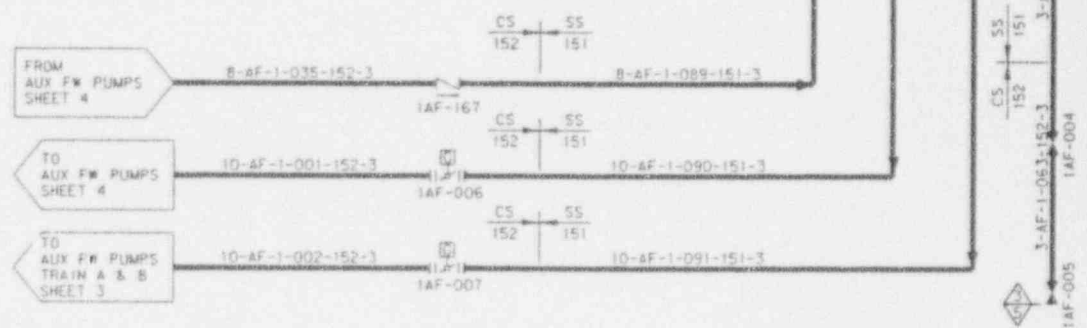 CS SS
152 151
FROM
AUX FW PUMPS
SHEET 4
8-AF-1-035-152-3
1AF-167
8-AF-1-089-151-3
CS SS
152 151
TO
AUX FW PUMPS
SHEET 4
10-AF-1-001-152-3
1AF-006
10-AF-1-090-151-3
CS SS
152 151
TO
AUX FW PUMPS
TRAIN A & B
SHEET 3
10-AF-1-002-152-3
1AF-007
10-AF-1-091-151-3
SS
151
CS
152
3-AF-1-063-152-3
1AF-004
1AF-005